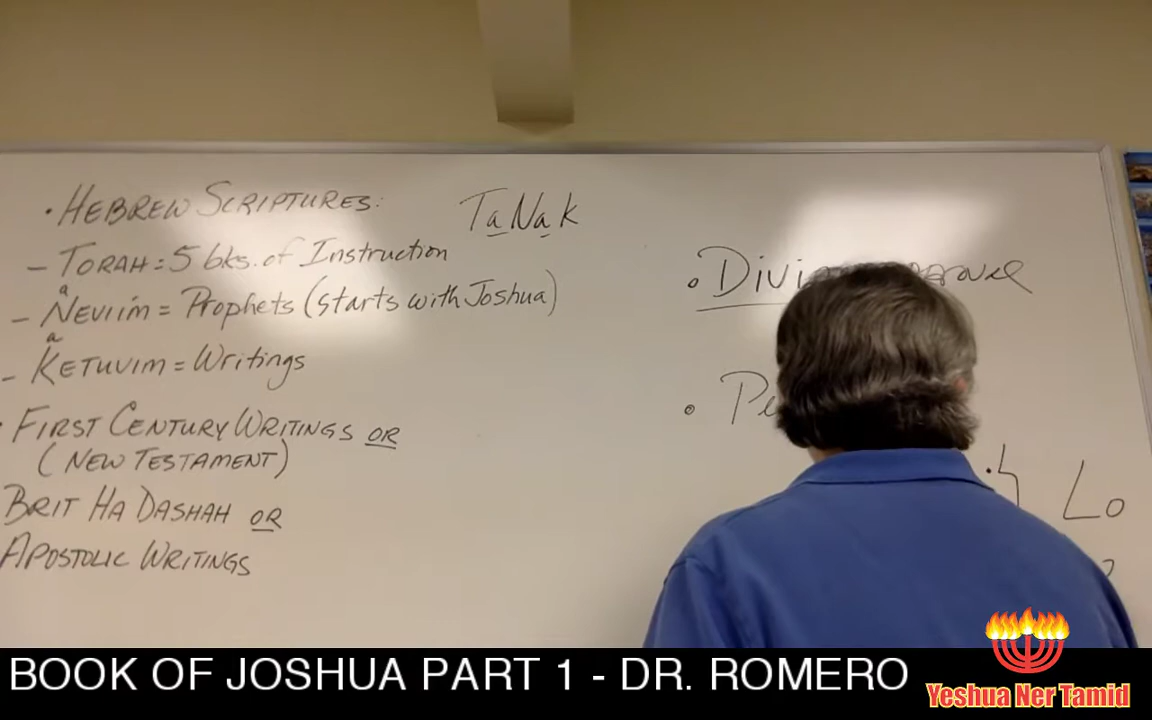 • HEBREW SCRIPTURES:
TaNaK
– TORAH = 5 bks. of Instruction
a
– NEVIIM = Prophets (starts with Joshua)
a
– KETUVIM = Writings
• FIRST CENTURY WRITINGS OR
(NEW TESTAMENT)
BRIT HA DASHAH OR
APOSTOLIC WRITINGS
Lo
BOOK OF JOSHUA PART 1 - DR. ROMERO
Yeshua Ner Tamid